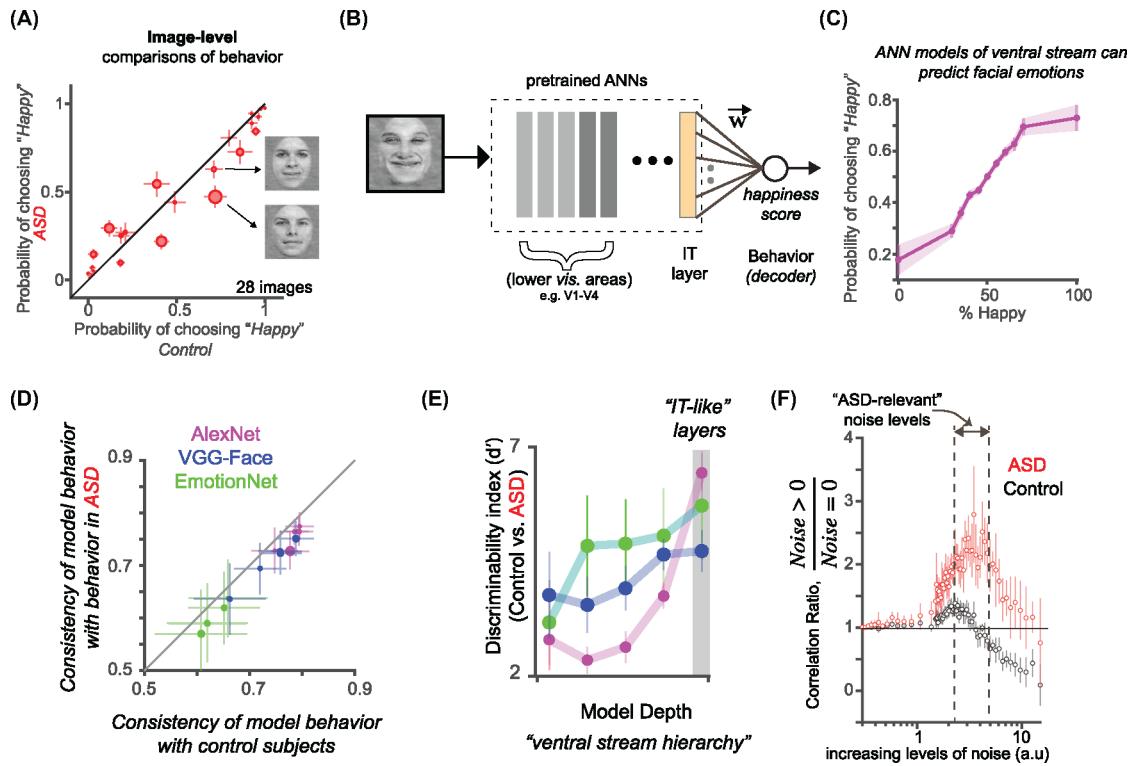 (A)
Image-level
comparisons of behavior
Probability of choosing "Happy"
ASD
1
0.5
0
0
0.5
1
28 images
Probability of choosing "Happy"
Control
(B)
pretrained ANNs
w
happiness
score
(lower vis. areas)
e.g. V1-V4
IT
layer
Behavior
(decoder)
(C)
ANN models of ventral stream can
predict facial emotions
Probability of choosing "Happy"
0.8
0.6
0.4
0.2
0
50
100
% Happy
(D)
AlexNet
VGG-Face
EmotionNet
Consistency of model behavior
with behavior in ASD
0.9
0.7
0.5
0.5
0.7
0.9
Consistency of model behavior
with control subjects
(E)
"IT-like"
layers
Discriminability index (d')
(Control vs. ASD)
7
2
Model Depth
"ventral stream hierarchy"
(F)
"ASD-relevant"
noise levels
ASD
Control
Correlation Ratio, Noise > 0
Noise = 0
4
3
2
1
0
1
10
increasing levels of noise (a.u)